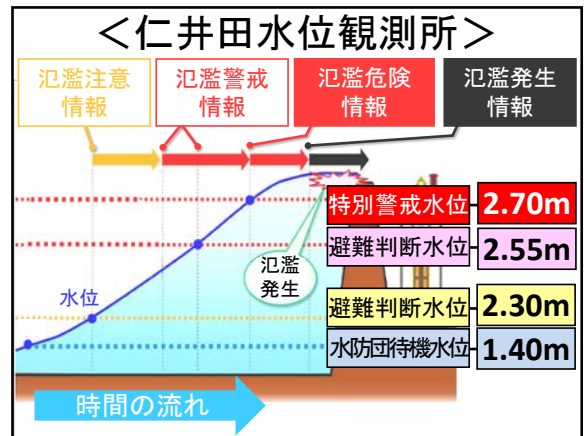 ＜仁井田水位観測所＞
氾濫注意
情報
氾濫警戒
情報
氾濫危険
情報
氾濫発生
情報
特別警戒水位 2.70m
避難判断水位 2.55m
氾濫
発生
水位
避難判断水位 2.30m
水防団待機水位 1.40m
時間の流れ